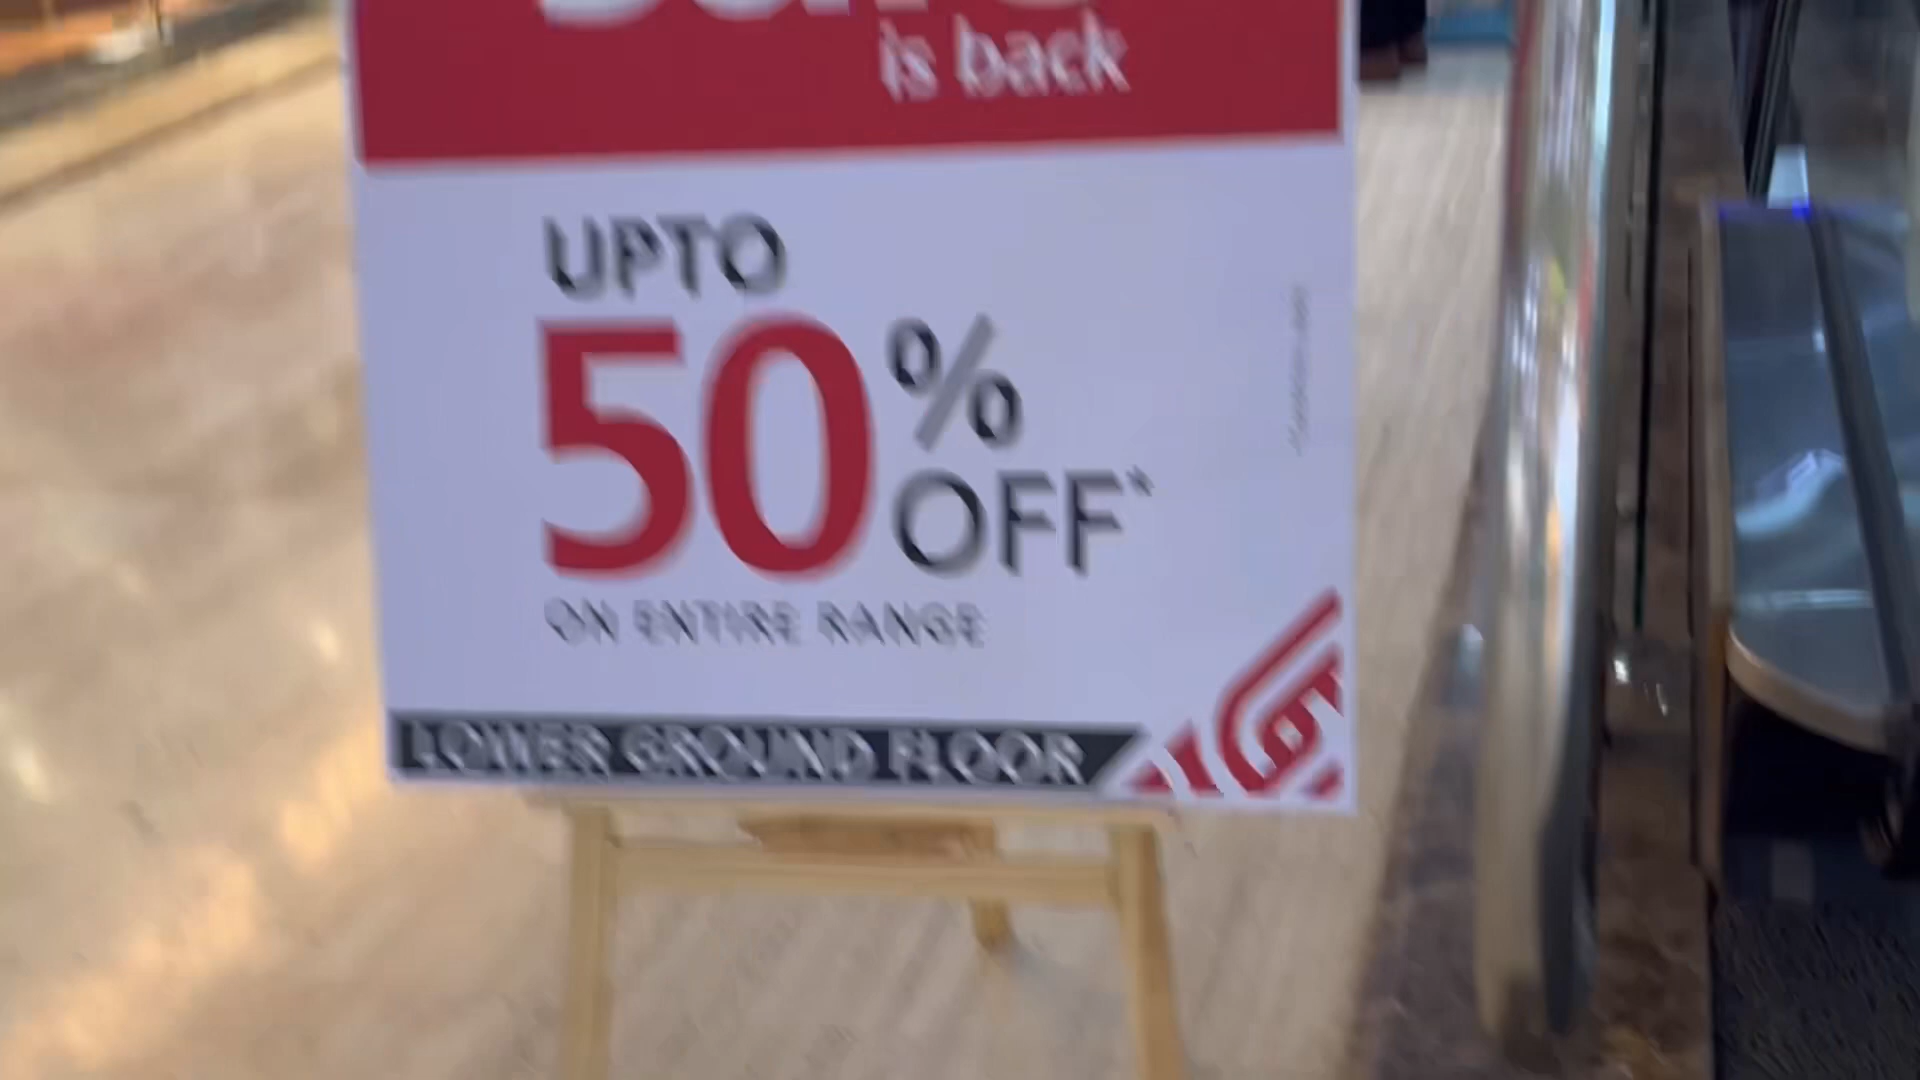 is back
UPTO
50%
OFF*
ON ENTIRE RANGE
LOWER GROUND FLOOR